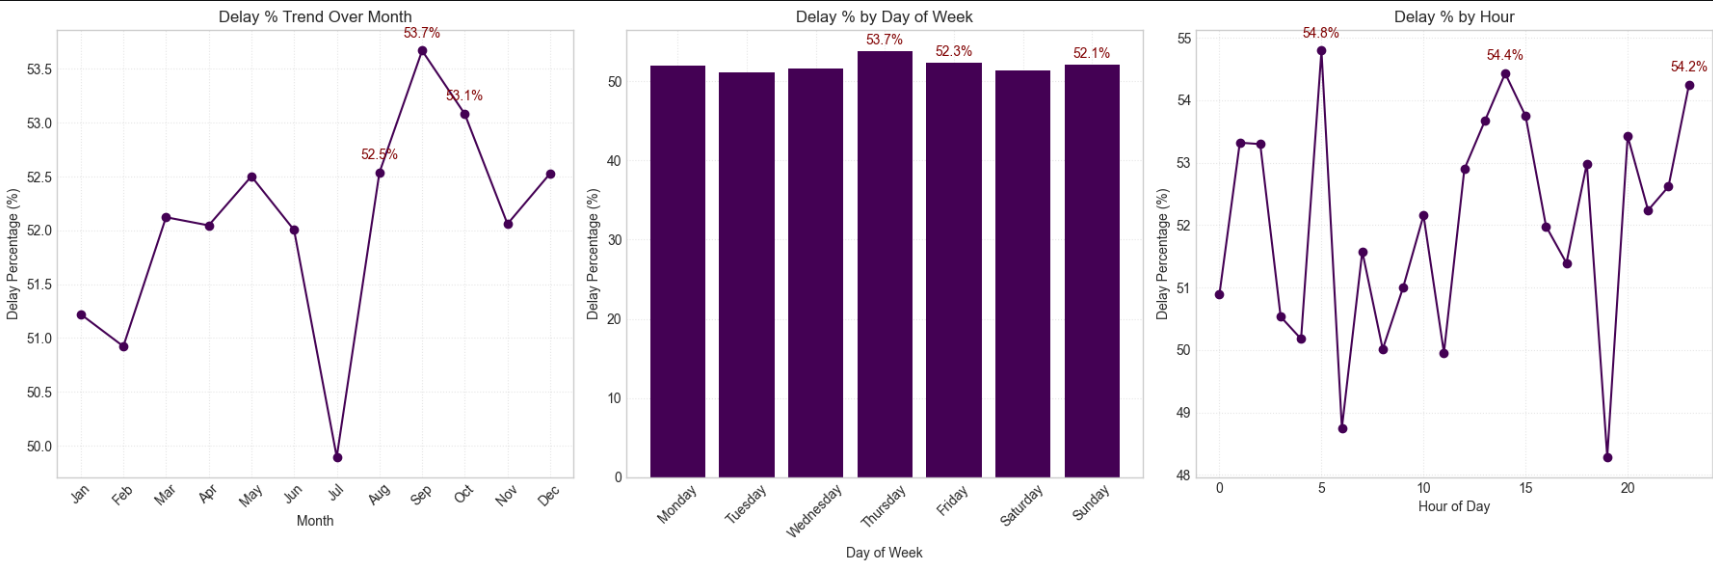 Delay % Trend Over Month
Delay Percentage (%)
53.5
53.0
52.5
52.0
51.5
51.0
50.5
50.0
53.7%
53.1%
52.5%
Jan
Feb
Mar
Apr
May
Jun
Jul
Aug
Sep
Oct
Nov
Dec
Month
Delay % by Day of Week
Delay Percentage (%)
50
40
30
20
10
0
53.7%
52.3%
52.1%
Monday
Tuesday
Wednesday
Thursday
Friday
Saturday
Sunday
Day of Week
Delay % by Hour
Delay Percentage (%)
55
54
53
52
51
50
49
48
54.8%
54.4%
54.2%
0
5
10
15
20
Hour of Day